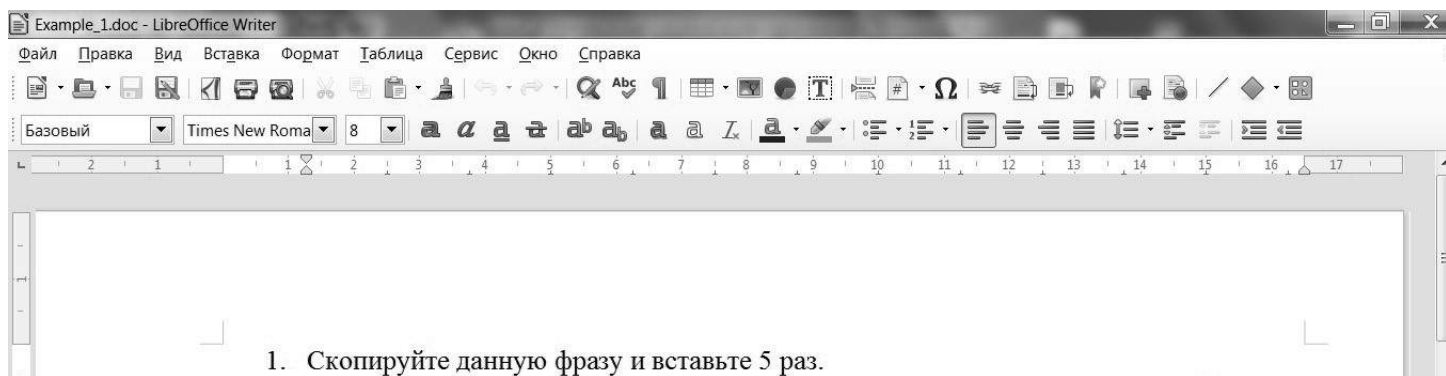 Example_1.doc - LibreOffice Writer
Файл Правка Вид Вставка Формат Таблица Сервис Окно Справка
Abc
Базовый Times New Roma 8
2 1 1 2 3 4 5 6 7 8 9 10 11 12 13 14 15 16 17
1
1. Скопируйте данную фразу и вставьте 5 раз.